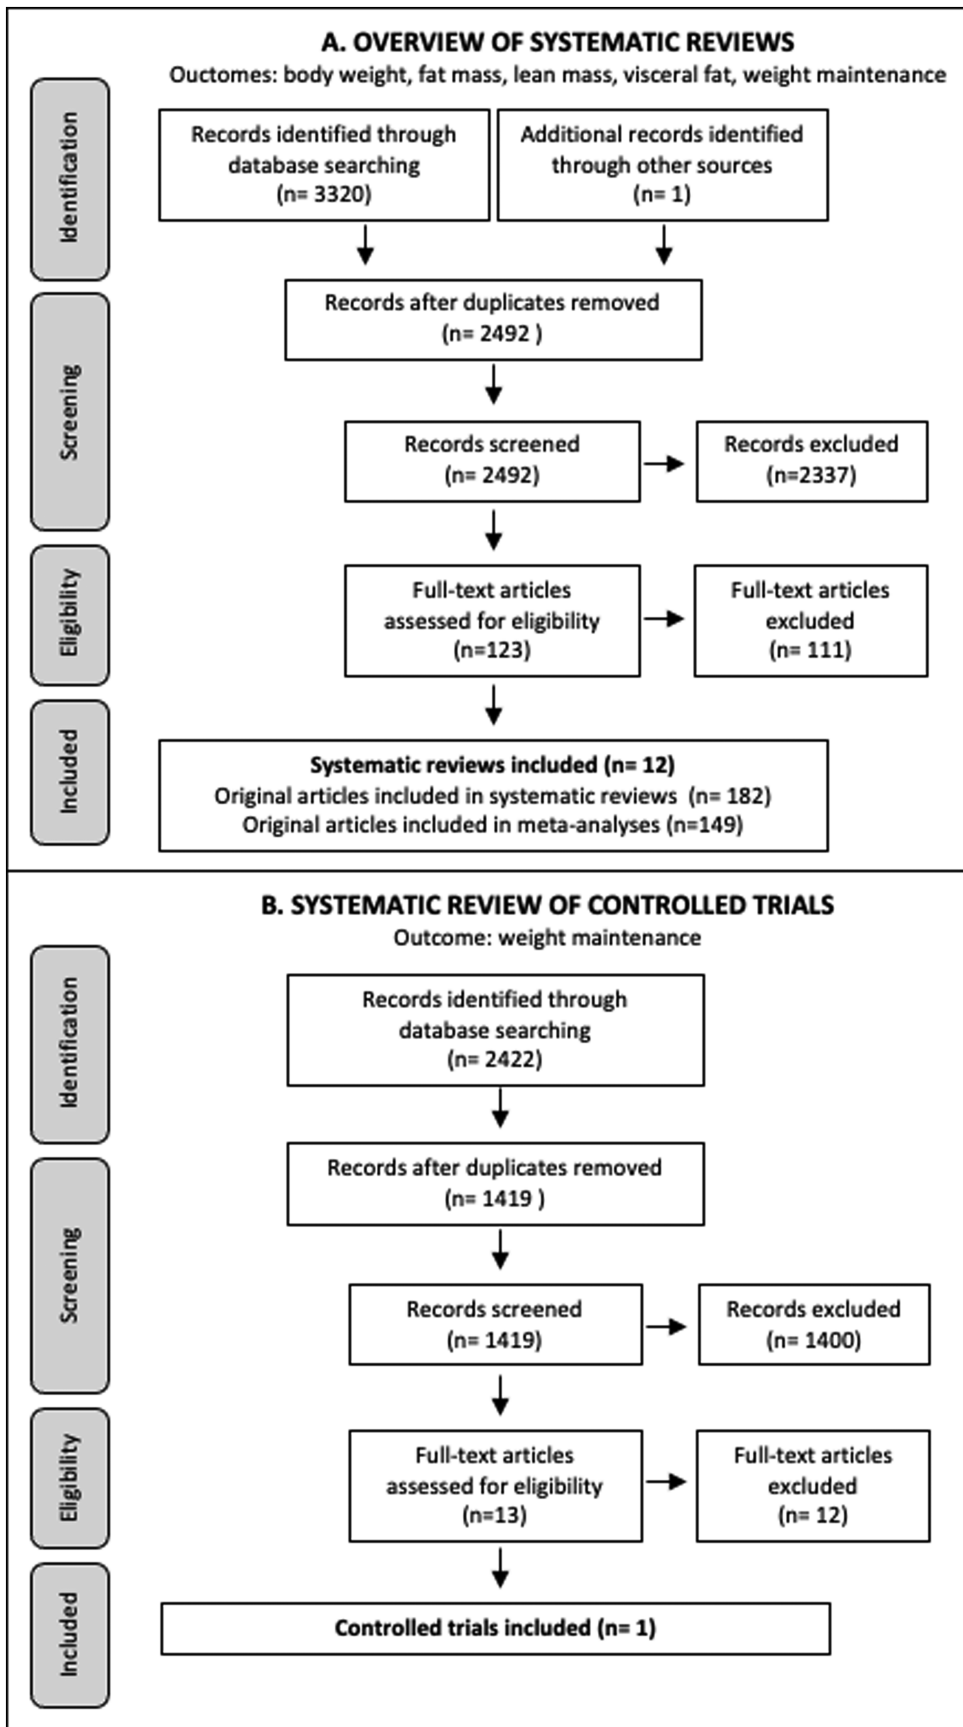 A. OVERVIEW OF SYSTEMATIC REVIEWS
Ouctomes: body weight, fat mass, lean mass, visceral fat, weight maintenance
Identification
Records identified through
database searching
(n= 3320)
Additional records identified
through other sources
(n= 1)
Screening
Records after duplicates removed
(n= 2492 )
Records screened
(n= 2492)
Records excluded
(n=2337)
Eligibility
Full-text articles
assessed for eligibility
(n=123)
Full-text articles
excluded
(n= 111)
Included
Systematic reviews included (n= 12)
Original articles included in systematic reviews (n= 182)
Original articles included in meta-analyses (n=149)
B. SYSTEMATIC REVIEW OF CONTROLLED TRIALS
Outcome: weight maintenance
Identification
Records identified through
database searching
(n= 2422)
Screening
Records after duplicates removed
(n= 1419 )
Records screened
(n= 1419)
Records excluded
(n= 1400)
Eligibility
Full-text articles
assessed for eligibility
(n=13)
Full-text articles
excluded
(n= 12)
Included
Controlled trials included (n= 1)